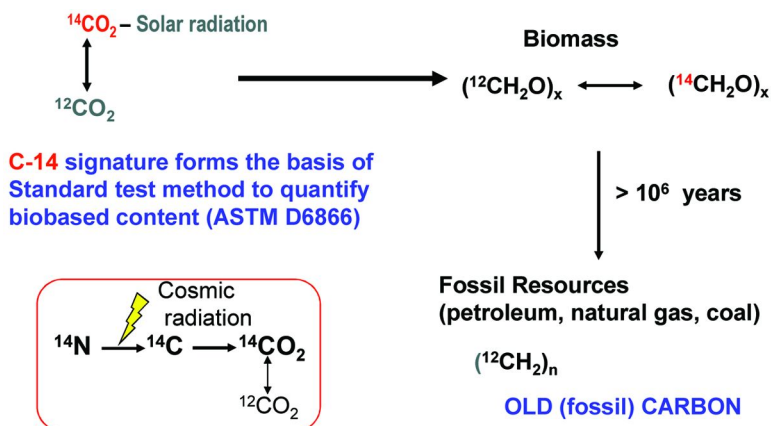 ¹⁴CO₂ – Solar radiation
¹²CO₂
Biomass
(¹²CH₂O)ₓ
(¹⁴CH₂O)ₓ
C-14 signature forms the basis of
Standard test method to quantify
biobased content (ASTM D6866)
> 10⁶ years
Fossil Resources
(petroleum, natural gas, coal)
(¹²CH₂)ₙ
OLD (fossil) CARBON
Cosmic
radiation
¹⁴N
¹⁴C
¹⁴CO₂
¹²CO₂